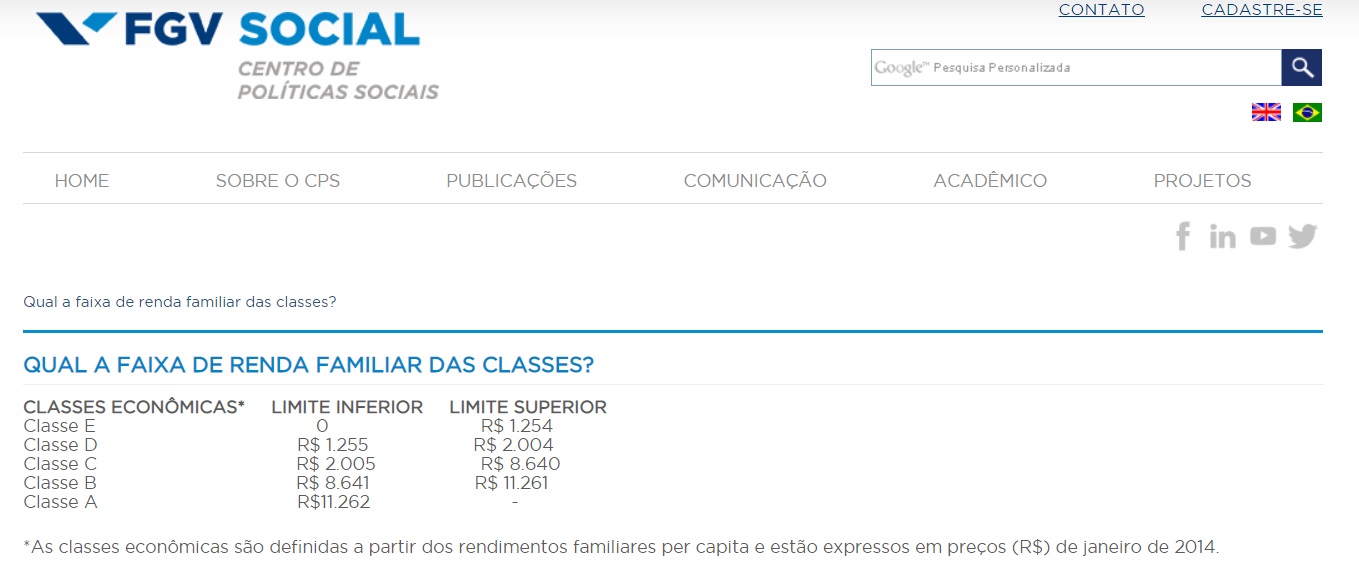 FGV SOCIAL
CENTRO DE
POLÍTICAS SOCIAIS
CONTATO CADASTRE-SE
Google™ Pesquisa Personalizada
HOME SOBRE O CPS PUBLICAÇÕES COMUNICAÇÃO ACADÊMICO PROJETOS
f in
Qual a faixa de renda familiar das classes?
QUAL A FAIXA DE RENDA FAMILIAR DAS CLASSES?
CLASSES ECONÔMICAS* LIMITE INFERIOR LIMITE SUPERIOR
Classe E 0 R$ 1.254
Classe D R$ 1.255 R$ 2.004
Classe C R$ 2.005 R$ 8.640
Classe B R$ 8.641 R$ 11.261
Classe A R$11.262 -
*As classes econômicas são definidas a partir dos rendimentos familiares per capita e estão expressos em preços (R$) de janeiro de 2014.